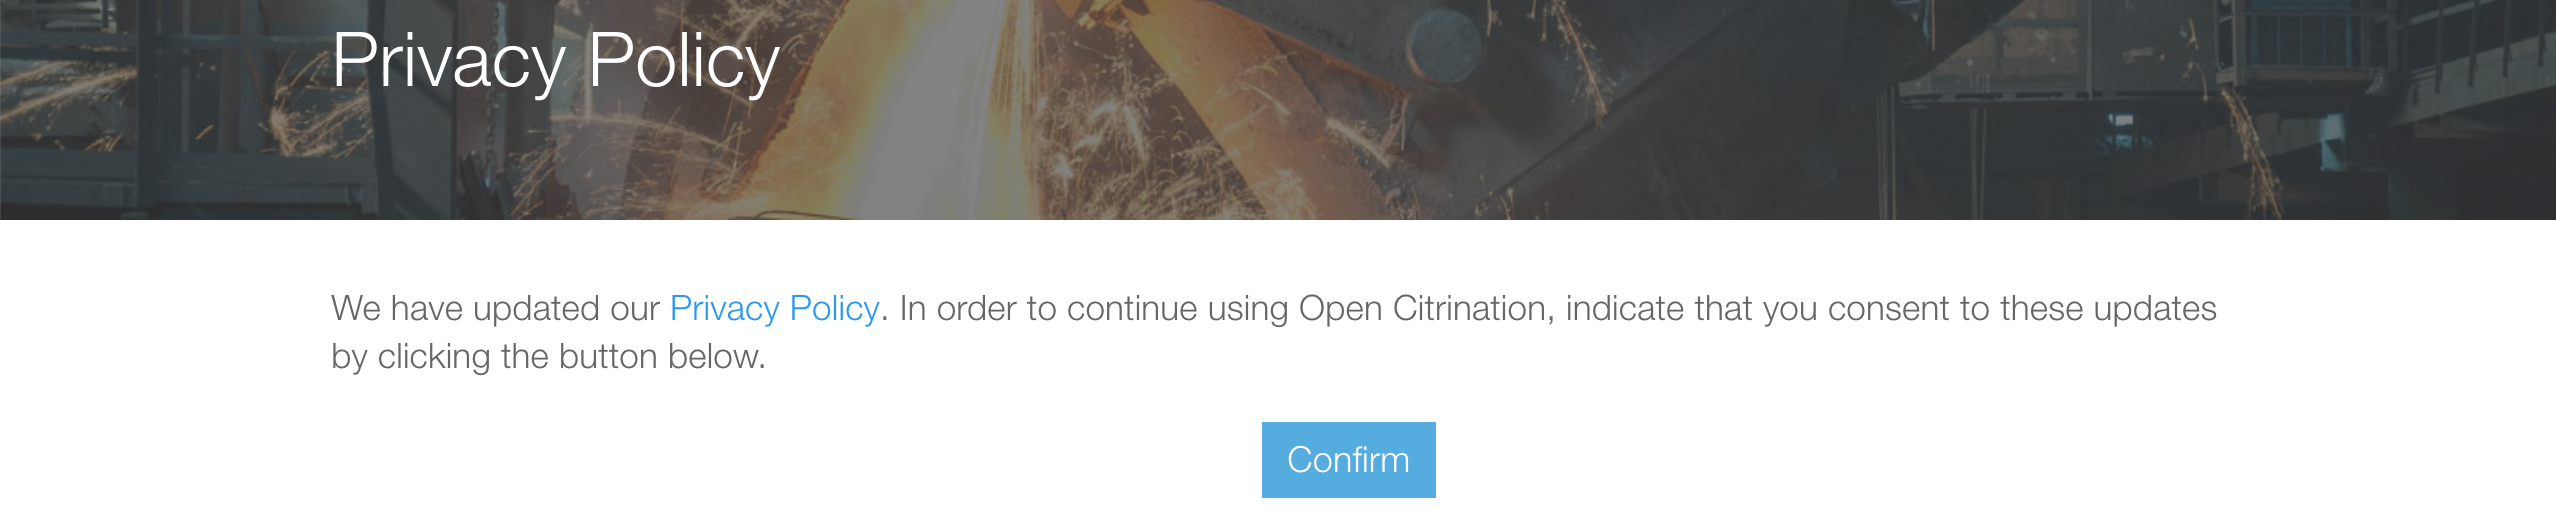 Privacy Policy
We have updated our Privacy Policy. In order to continue using Open Citrination, indicate that you consent to these updates
by clicking the button below.
Confirm